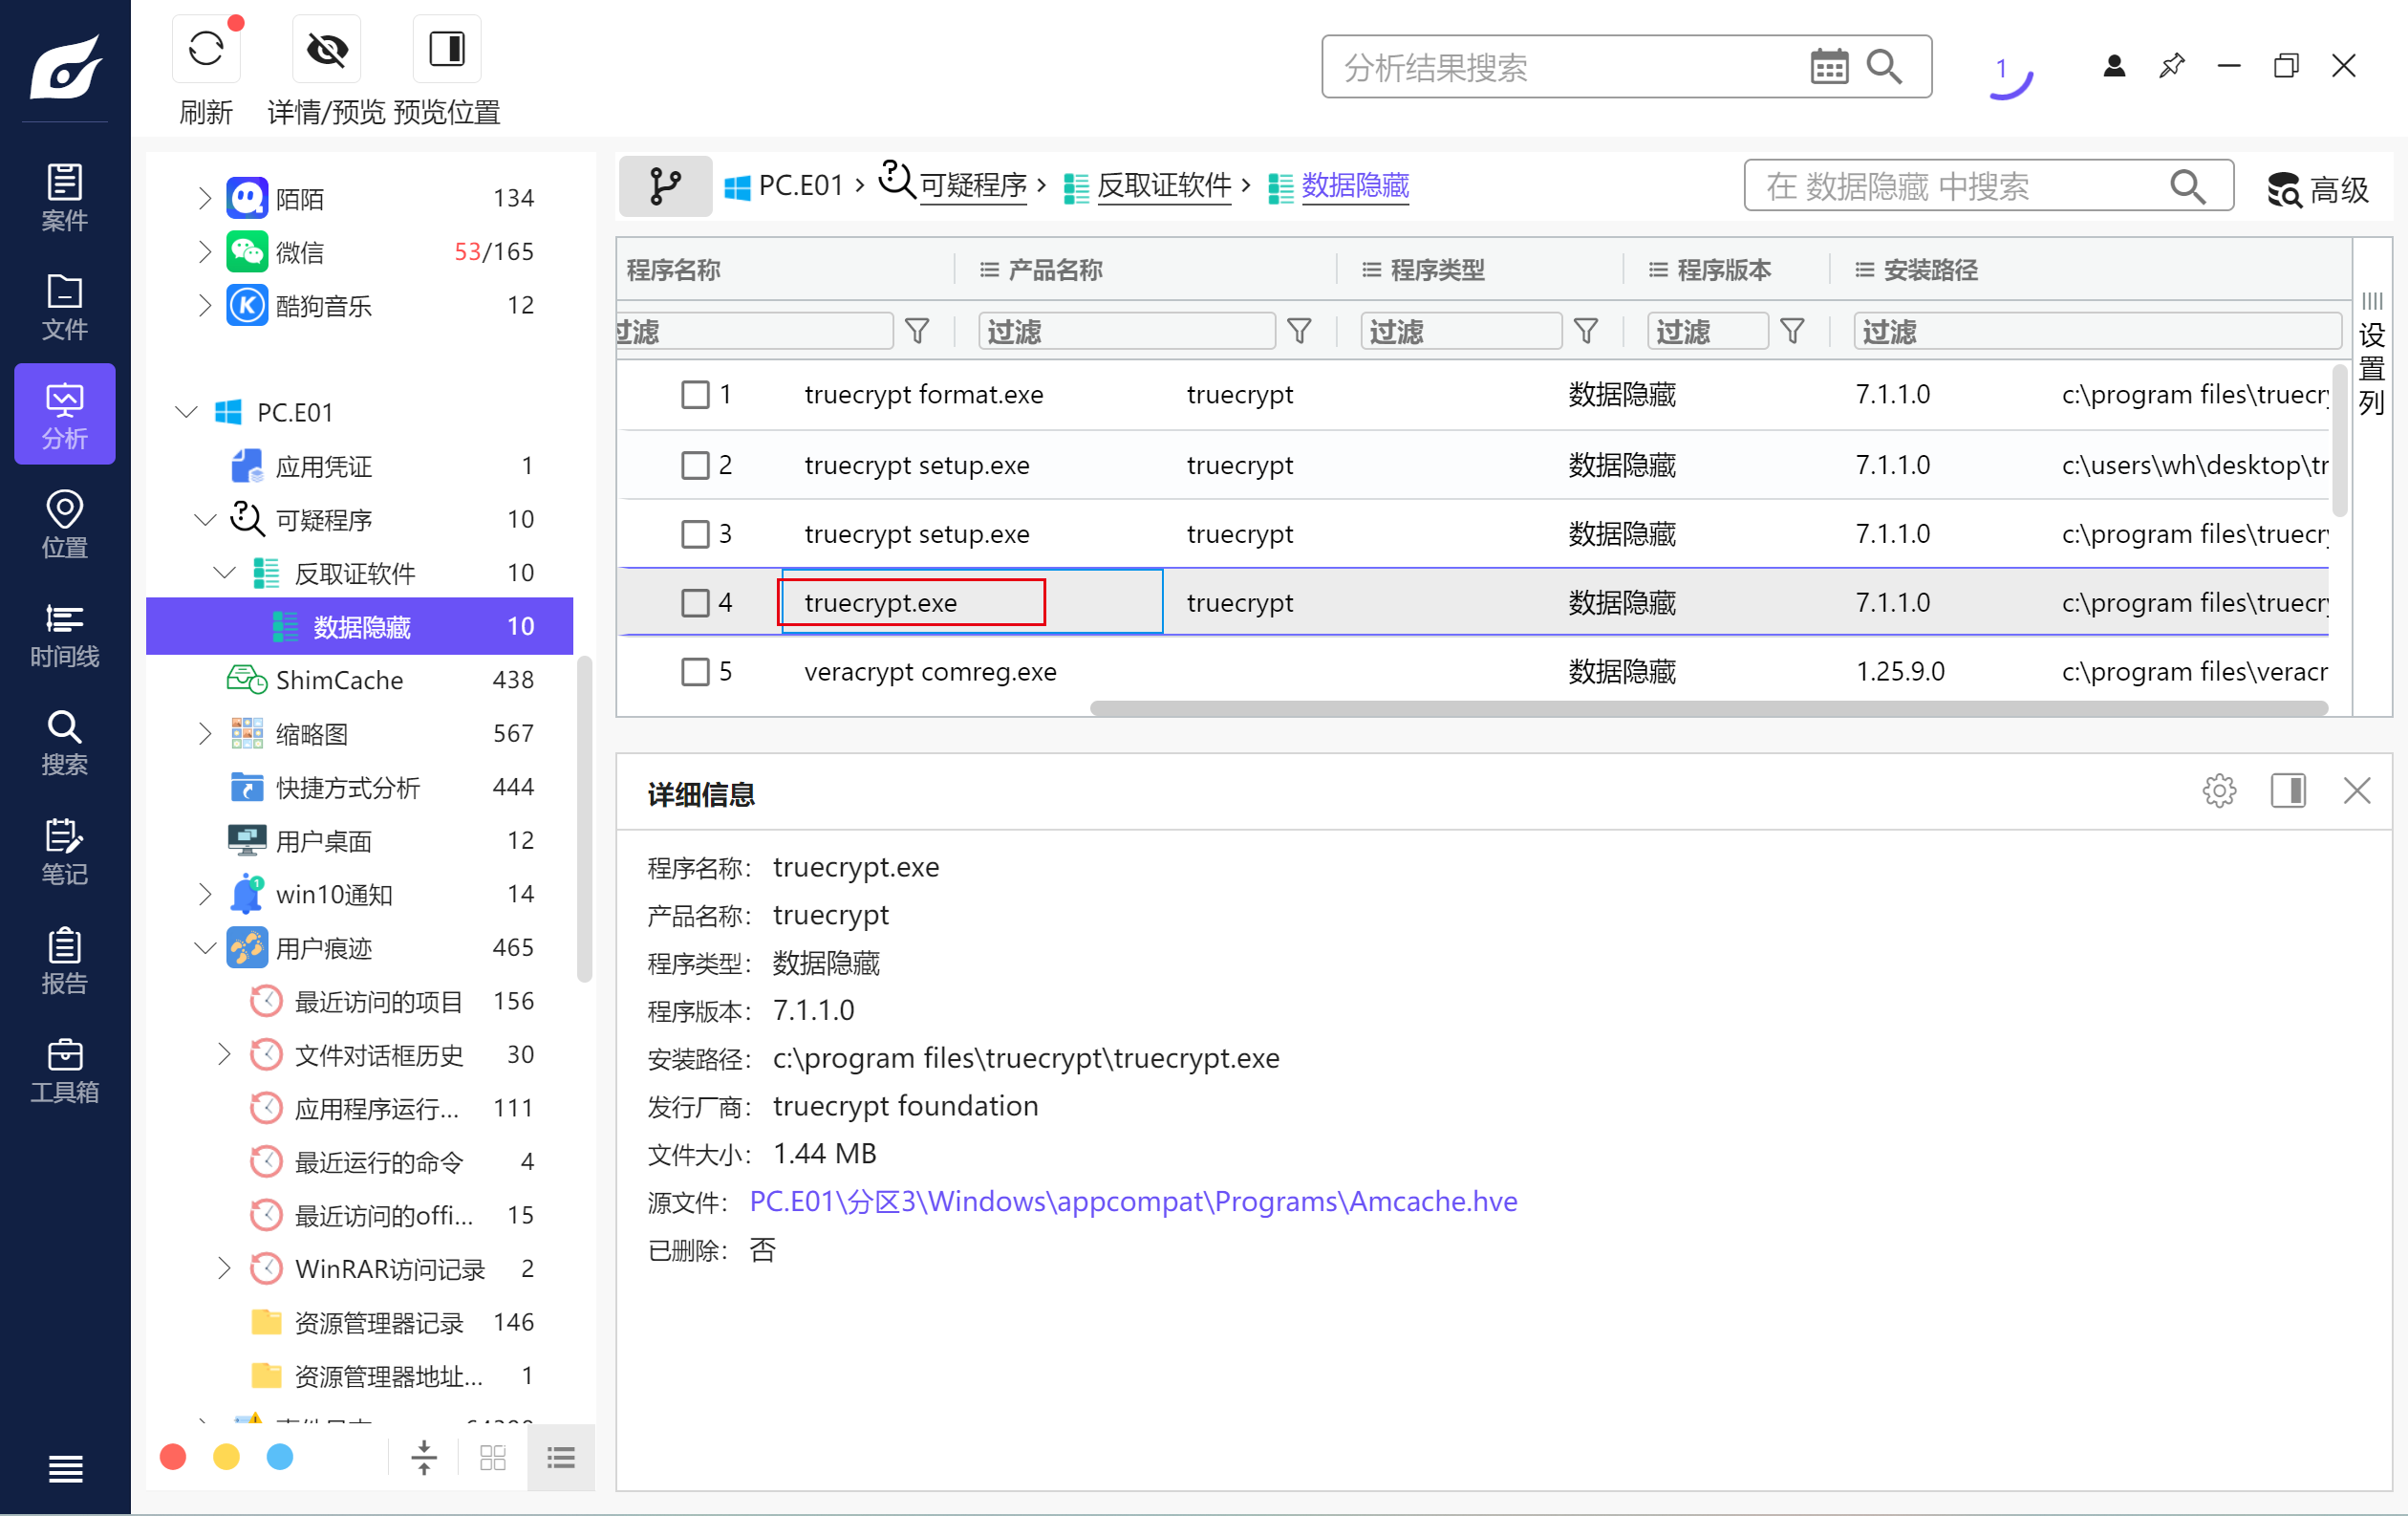 刷新
详情/预览
预览位置
分析结果搜索
1
案件
文件
分析
位置
时间线
搜索
笔记
报告
工具箱
陌陌 134
微信 53/165
酷狗音乐 12
PC.E01
应用凭证 1
可疑程序 10
反取证软件 10
数据隐藏 10
ShimCache 438
缩略图 567
快捷方式分析 444
用户桌面 12
win10通知 14
用户痕迹 465
最近访问的项目 156
文件对话框历史 30
应用程序运行... 111
最近运行的命令 4
最近访问的offi... 15
WinRAR访问记录 2
资源管理器记录 146
资源管理器地址... 1
PC.E01 › 可疑程序 › 反取证软件 › 数据隐藏
在 数据隐藏 中搜索
高级
程序名称 产品名称 程序类型 程序版本 安装路径
过滤 过滤 过滤 过滤 过滤
设置列
1 truecrypt format.exe truecrypt 数据隐藏 7.1.1.0 c:\program files\truecry
2 truecrypt setup.exe truecrypt 数据隐藏 7.1.1.0 c:\users\wh\desktop\tr
3 truecrypt setup.exe truecrypt 数据隐藏 7.1.1.0 c:\program files\truecry
4 truecrypt.exe truecrypt 数据隐藏 7.1.1.0 c:\program files\truecry
5 veracrypt comreg.exe 数据隐藏 1.25.9.0 c:\program files\veracr
详细信息
程序名称： truecrypt.exe
产品名称： truecrypt
程序类型： 数据隐藏
程序版本： 7.1.1.0
安装路径： c:\program files\truecrypt\truecrypt.exe
发行厂商： truecrypt foundation
文件大小： 1.44 MB
源文件： PC.E01\分区3\Windows\appcompat\Programs\Amcache.hve
已删除： 否